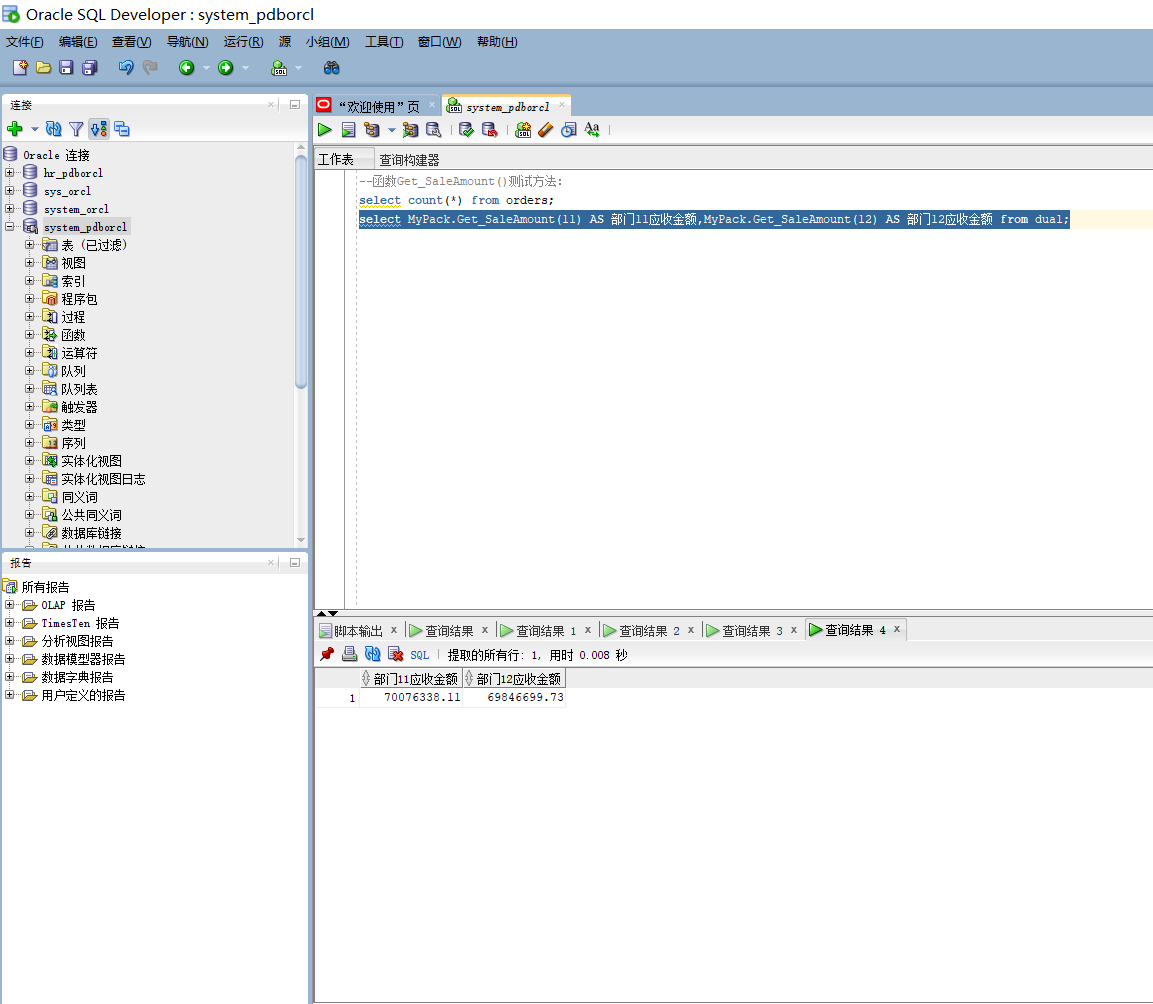 Oracle SQL Developer : system_pdborcl
文件(F) 编辑(E) 查看(V) 导航(N) 运行(R) 源 小组(M) 工具(T) 窗口(W) 帮助(H)
连接
Oracle 连接
hr_pdborcl
sys_orcl
system_orcl
system_pdborcl
表 (已过滤)
视图
索引
程序包
过程
函数
运算符
队列
队列表
触发器
类型
序列
实体化视图
实体化视图日志
同义词
公共同义词
数据库链接
报告
所有报告
OLAP 报告
TimesTen 报告
分析视图报告
数据模型器报告
数据字典报告
用户定义的报告
“欢迎使用”页 system_pdborcl
工作表 查询构建器
--函数Get_SaleAmount()测试方法:
select count(*) from orders;
select MyPack.Get_SaleAmount(11) AS 部门11应收金额,MyPack.Get_SaleAmount(12) AS 部门12应收金额 from dual;
脚本输出 x 查询结果 x 查询结果 1 x 查询结果 2 x 查询结果 3 x 查询结果 4 x
SQL 提取的所有行: 1, 用时 0.008 秒
部门11应收金额 部门12应收金额
1 70076338.11 69846699.73